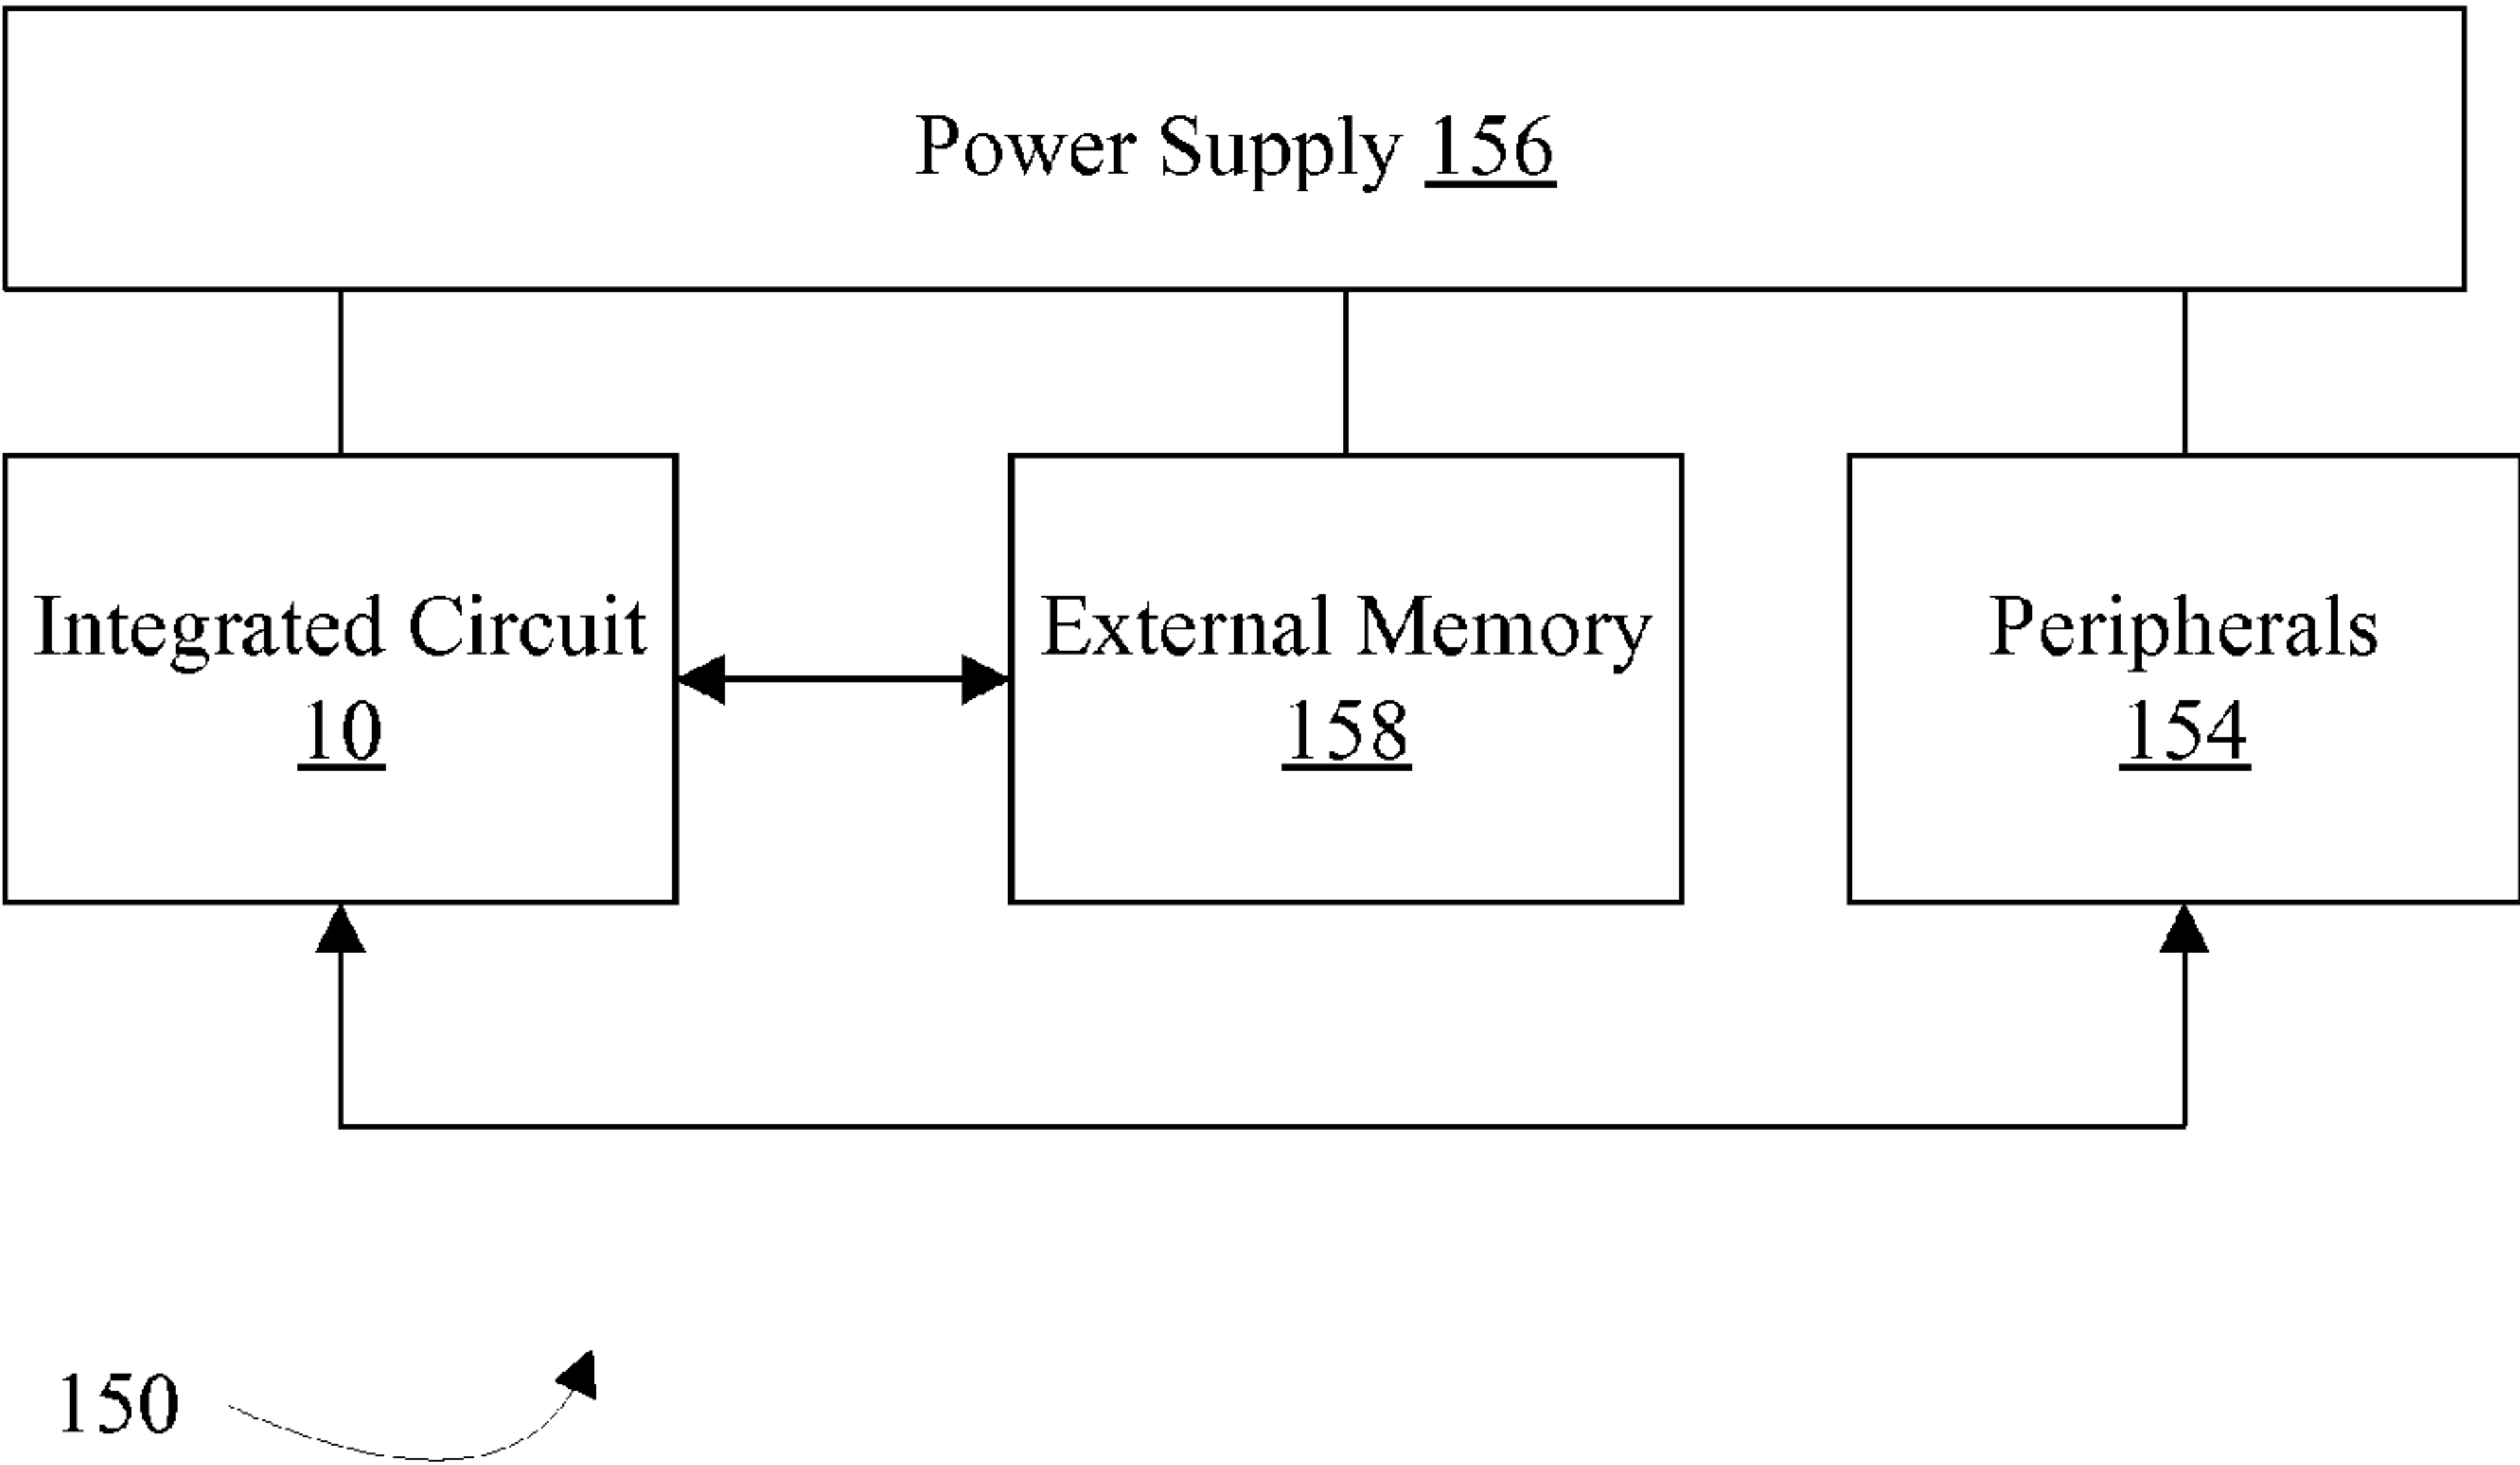 Power Supply 156
Integrated Circuit
10
External Memory
158
Peripherals
154
150